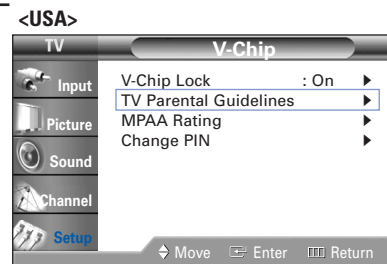 <USA>
TV V-Chip
Input
Picture
Sound
Channel
Setup
V-Chip Lock : On
TV Parental Guidelines
MPAA Rating
Change PIN
Move Enter Return